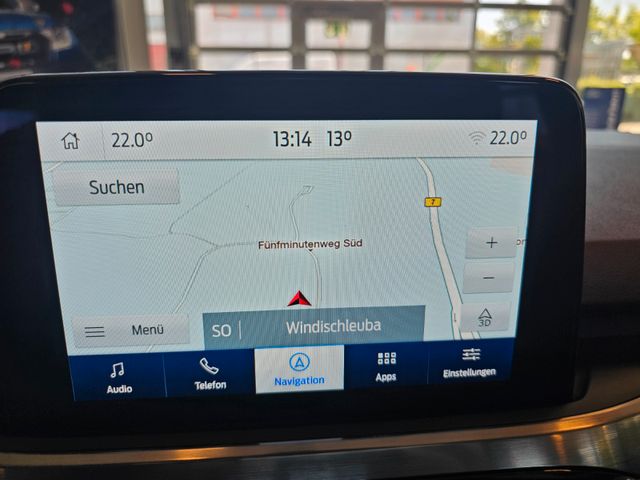 22.0° 13:14 13° 22.0°
Suchen
7
Fünfminutenweg Süd
+
−
3D
Menü
SO | Windischleuba
Audio Telefon Navigation Apps Einstellungen